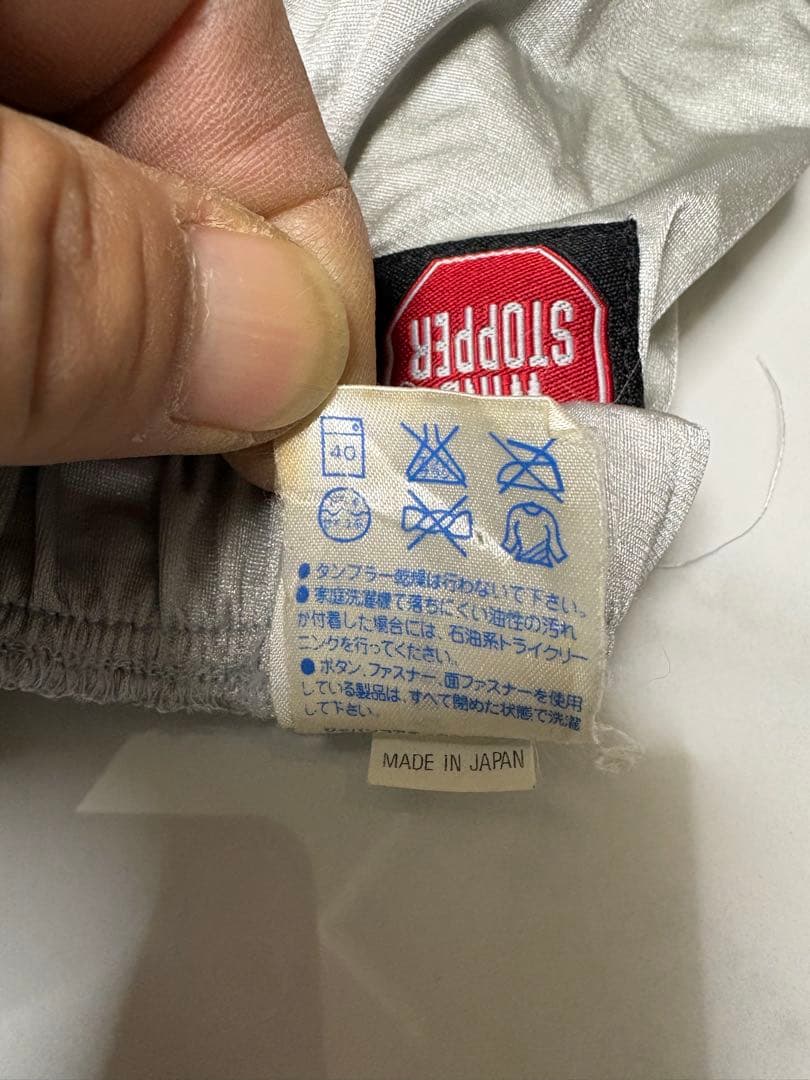 WIND
STOPPER
40
● タンブラー乾燥は行わないで下さい。
● 家庭洗濯機で落ちにくい油性の汚れ
が付着した場合には、石油系ドライクリー
ニングを行ってください。
● ボタン、ファスナー、面ファスナーを使用
している製品は、すべて閉めた状態で洗濯
して下さい。
MADE IN JAPAN